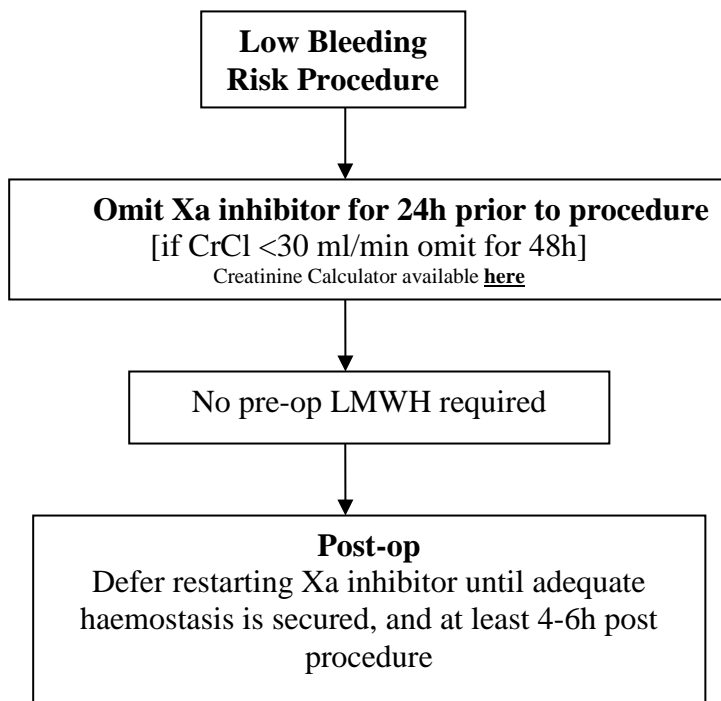 Low Bleeding
Risk Procedure
Omit Xa inhibitor for 24h prior to procedure
[if CrCl <30 ml/min omit for 48h]
Creatinine Calculator available here
No pre-op LMWH required
Post-op
Defer restarting Xa inhibitor until adequate
haemostasis is secured, and at least 4-6h post
procedure